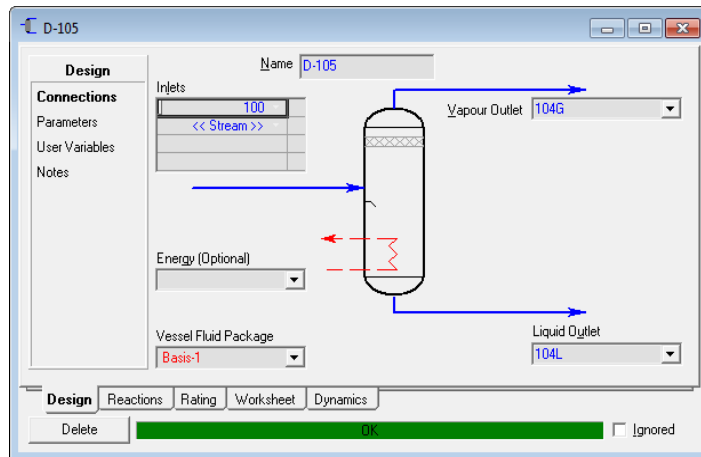 D-105
Design
Connections
Parameters
User Variables
Notes
Name D-105
Inlets
100
<< Stream >>
Vapour Outlet 104G
Energy (Optional)
Vessel Fluid Package
Basis-1
Liquid Outlet
104L
Design Reactions Rating Worksheet Dynamics
Delete OK Ignored